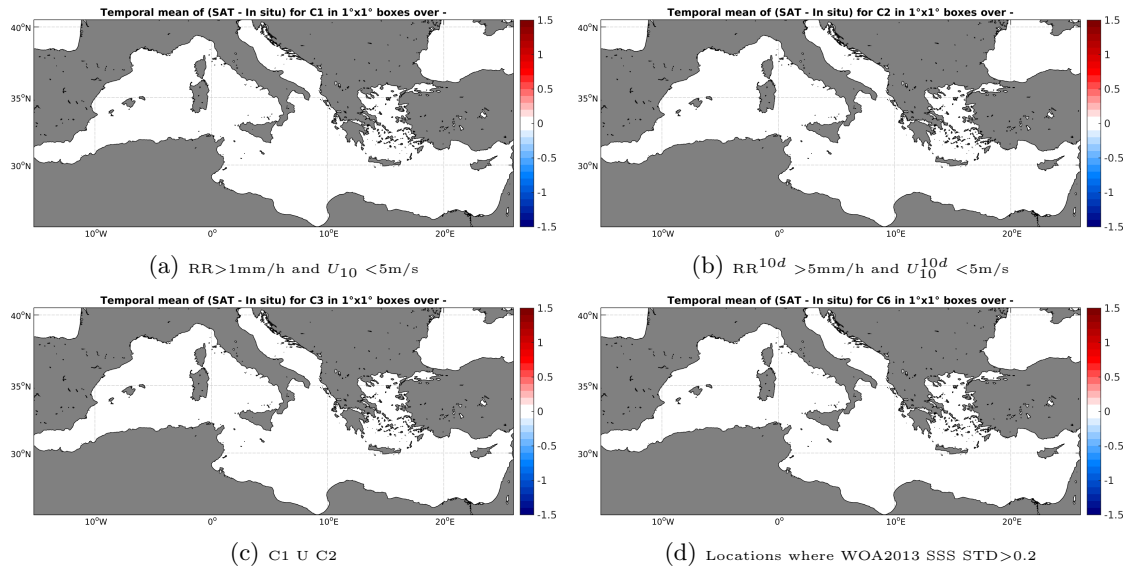 Temporal mean of (SAT - In situ) for C1 in 1°x1° boxes over -
40°N
35°N
30°N
10°W
0°
10°E
20°E
1.5
1
0.5
0
-0.5
-1
-1.5
(a) RR>1mm/h and U10 <5m/s
Temporal mean of (SAT - In situ) for C2 in 1°x1° boxes over -
40°N
35°N
30°N
10°W
0°
10°E
20°E
1.5
1
0.5
0
-0.5
-1
-1.5
(b) RR10d >5mm/h and U10d10 <5m/s
Temporal mean of (SAT - In situ) for C3 in 1°x1° boxes over -
40°N
35°N
30°N
10°W
0°
10°E
20°E
1.5
1
0.5
0
-0.5
-1
-1.5
(c) C1 U C2
Temporal mean of (SAT - In situ) for C6 in 1°x1° boxes over -
40°N
35°N
30°N
10°W
0°
10°E
20°E
1.5
1
0.5
0
-0.5
-1
-1.5
(d) Locations where WOA2013 SSS STD>0.2